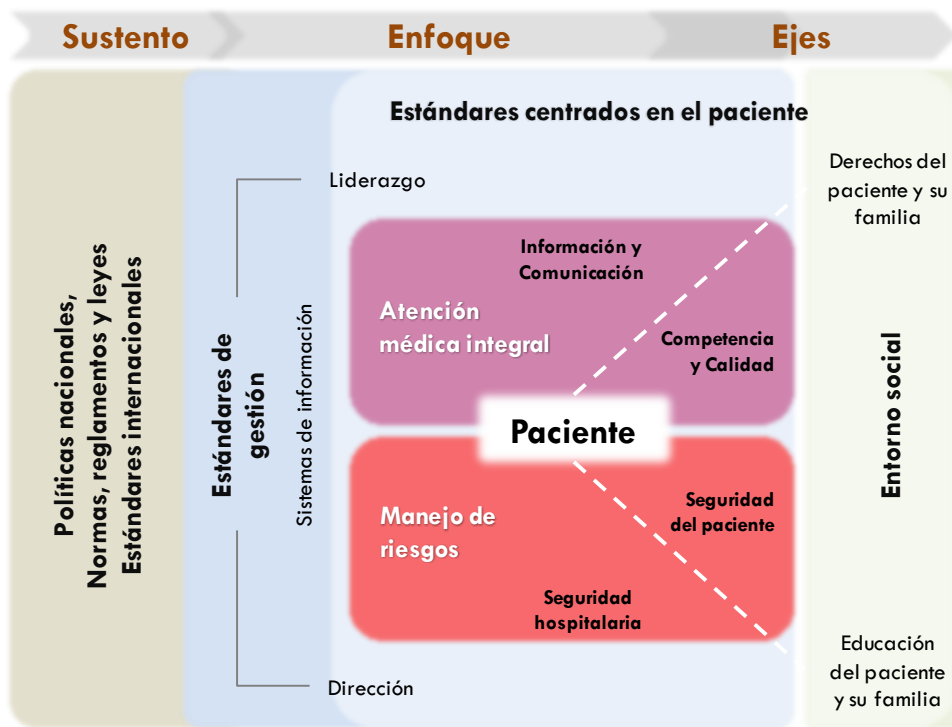 Sustento
Enfoque
Ejes
Políticas nacionales,
Normas, reglamentos y leyes
Estándares internacionales
Estándares de
gestión
Liderazgo
Sistemas de información
Dirección
Estándares centrados en el paciente
Información y
Comunicación
Atención
médica integral
Competencia
y Calidad
Paciente
Manejo de
riesgos
Seguridad
del paciente
Seguridad
hospitalaria
Derechos del
paciente y su
familia
Entorno social
Educación
del paciente
y su familia